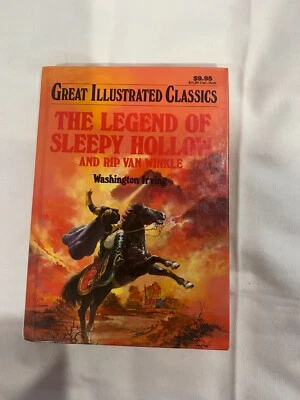 $9.95
GREAT ILLUSTRATED CLASSICS
THE LEGEND OF
SLEEPY HOLLOW
AND RIP VAN WINKLE
Washington Irving